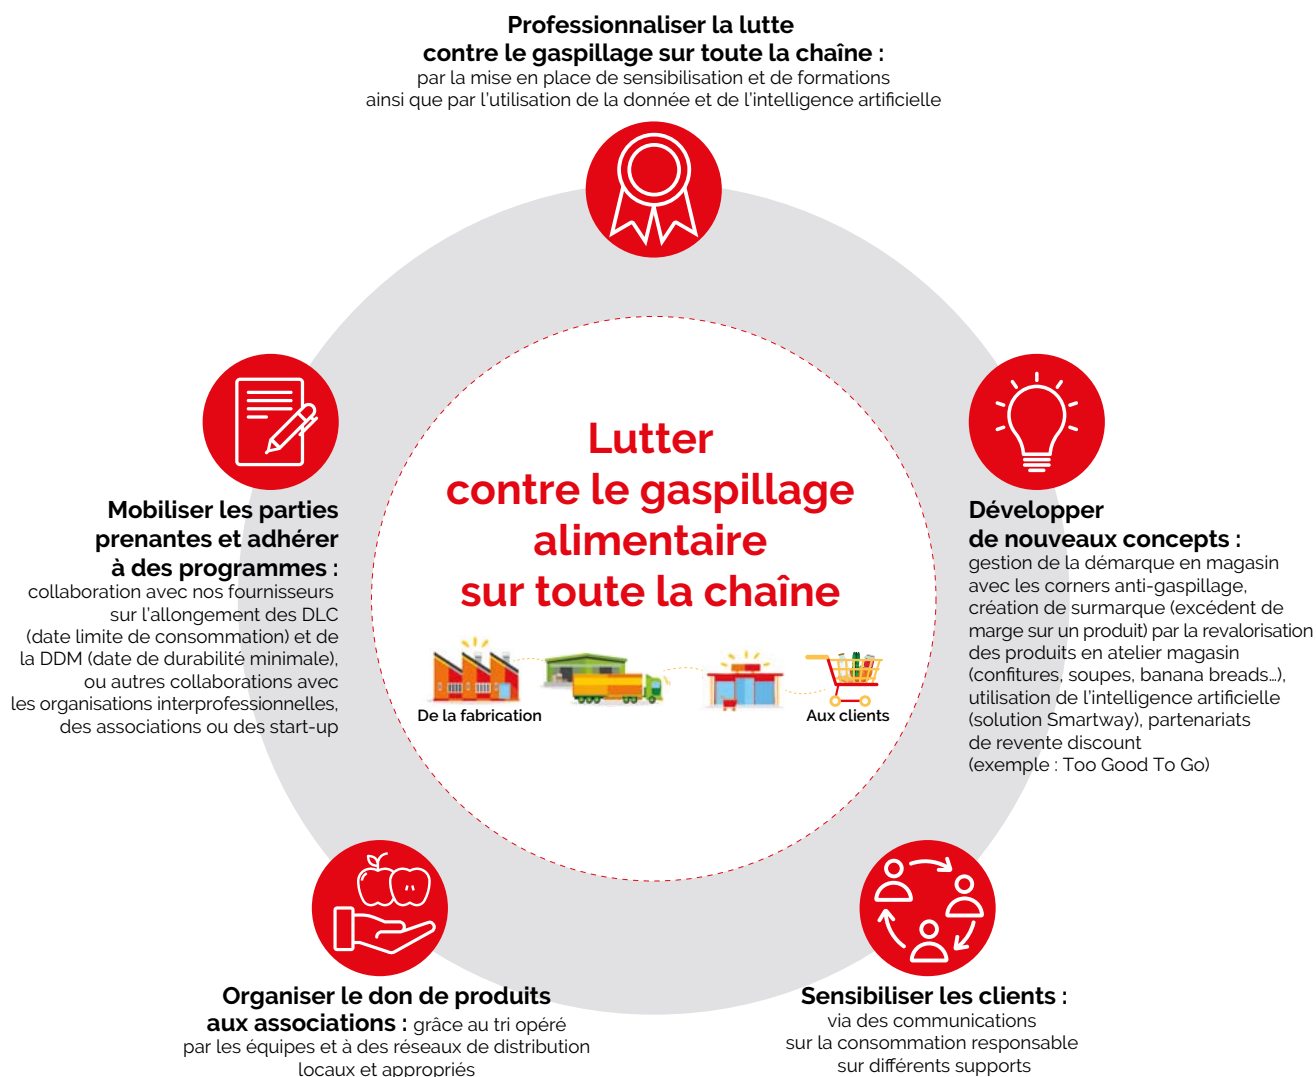 Professionnaliser la lutte
contre le gaspillage sur toute la chaîne :
par la mise en place de sensibilisation et de formations
ainsi que par l'utilisation de la donnée et de l'intelligence artificielle
Lutter
contre le gaspillage
alimentaire
sur toute la chaîne
De la fabrication
Aux clients
Développer
de nouveaux concepts :
gestion de la démarque en magasin
avec les corners anti-gaspillage,
création de surmarque (excédent de
marge sur un produit) par la revalorisation
des produits en atelier magasin
(confitures, soupes, banana breads…),
utilisation de l'intelligence artificielle
(solution Smartway), partenariats
de revente discount
(exemple : Too Good To Go)
Sensibiliser les clients :
via des communications
sur la consommation responsable
sur différents supports
Organiser le don de produits
aux associations : grâce au tri opéré
par les équipes et à des réseaux de distribution
locaux et appropriés
Mobiliser les parties
prenantes et adhérer
à des programmes :
collaboration avec nos fournisseurs
sur l'allongement des DLC
(date limite de consommation) et de
la DDM (date de durabilité minimale),
ou autres collaborations avec
les organisations interprofessionnelles,
des associations ou des start-up